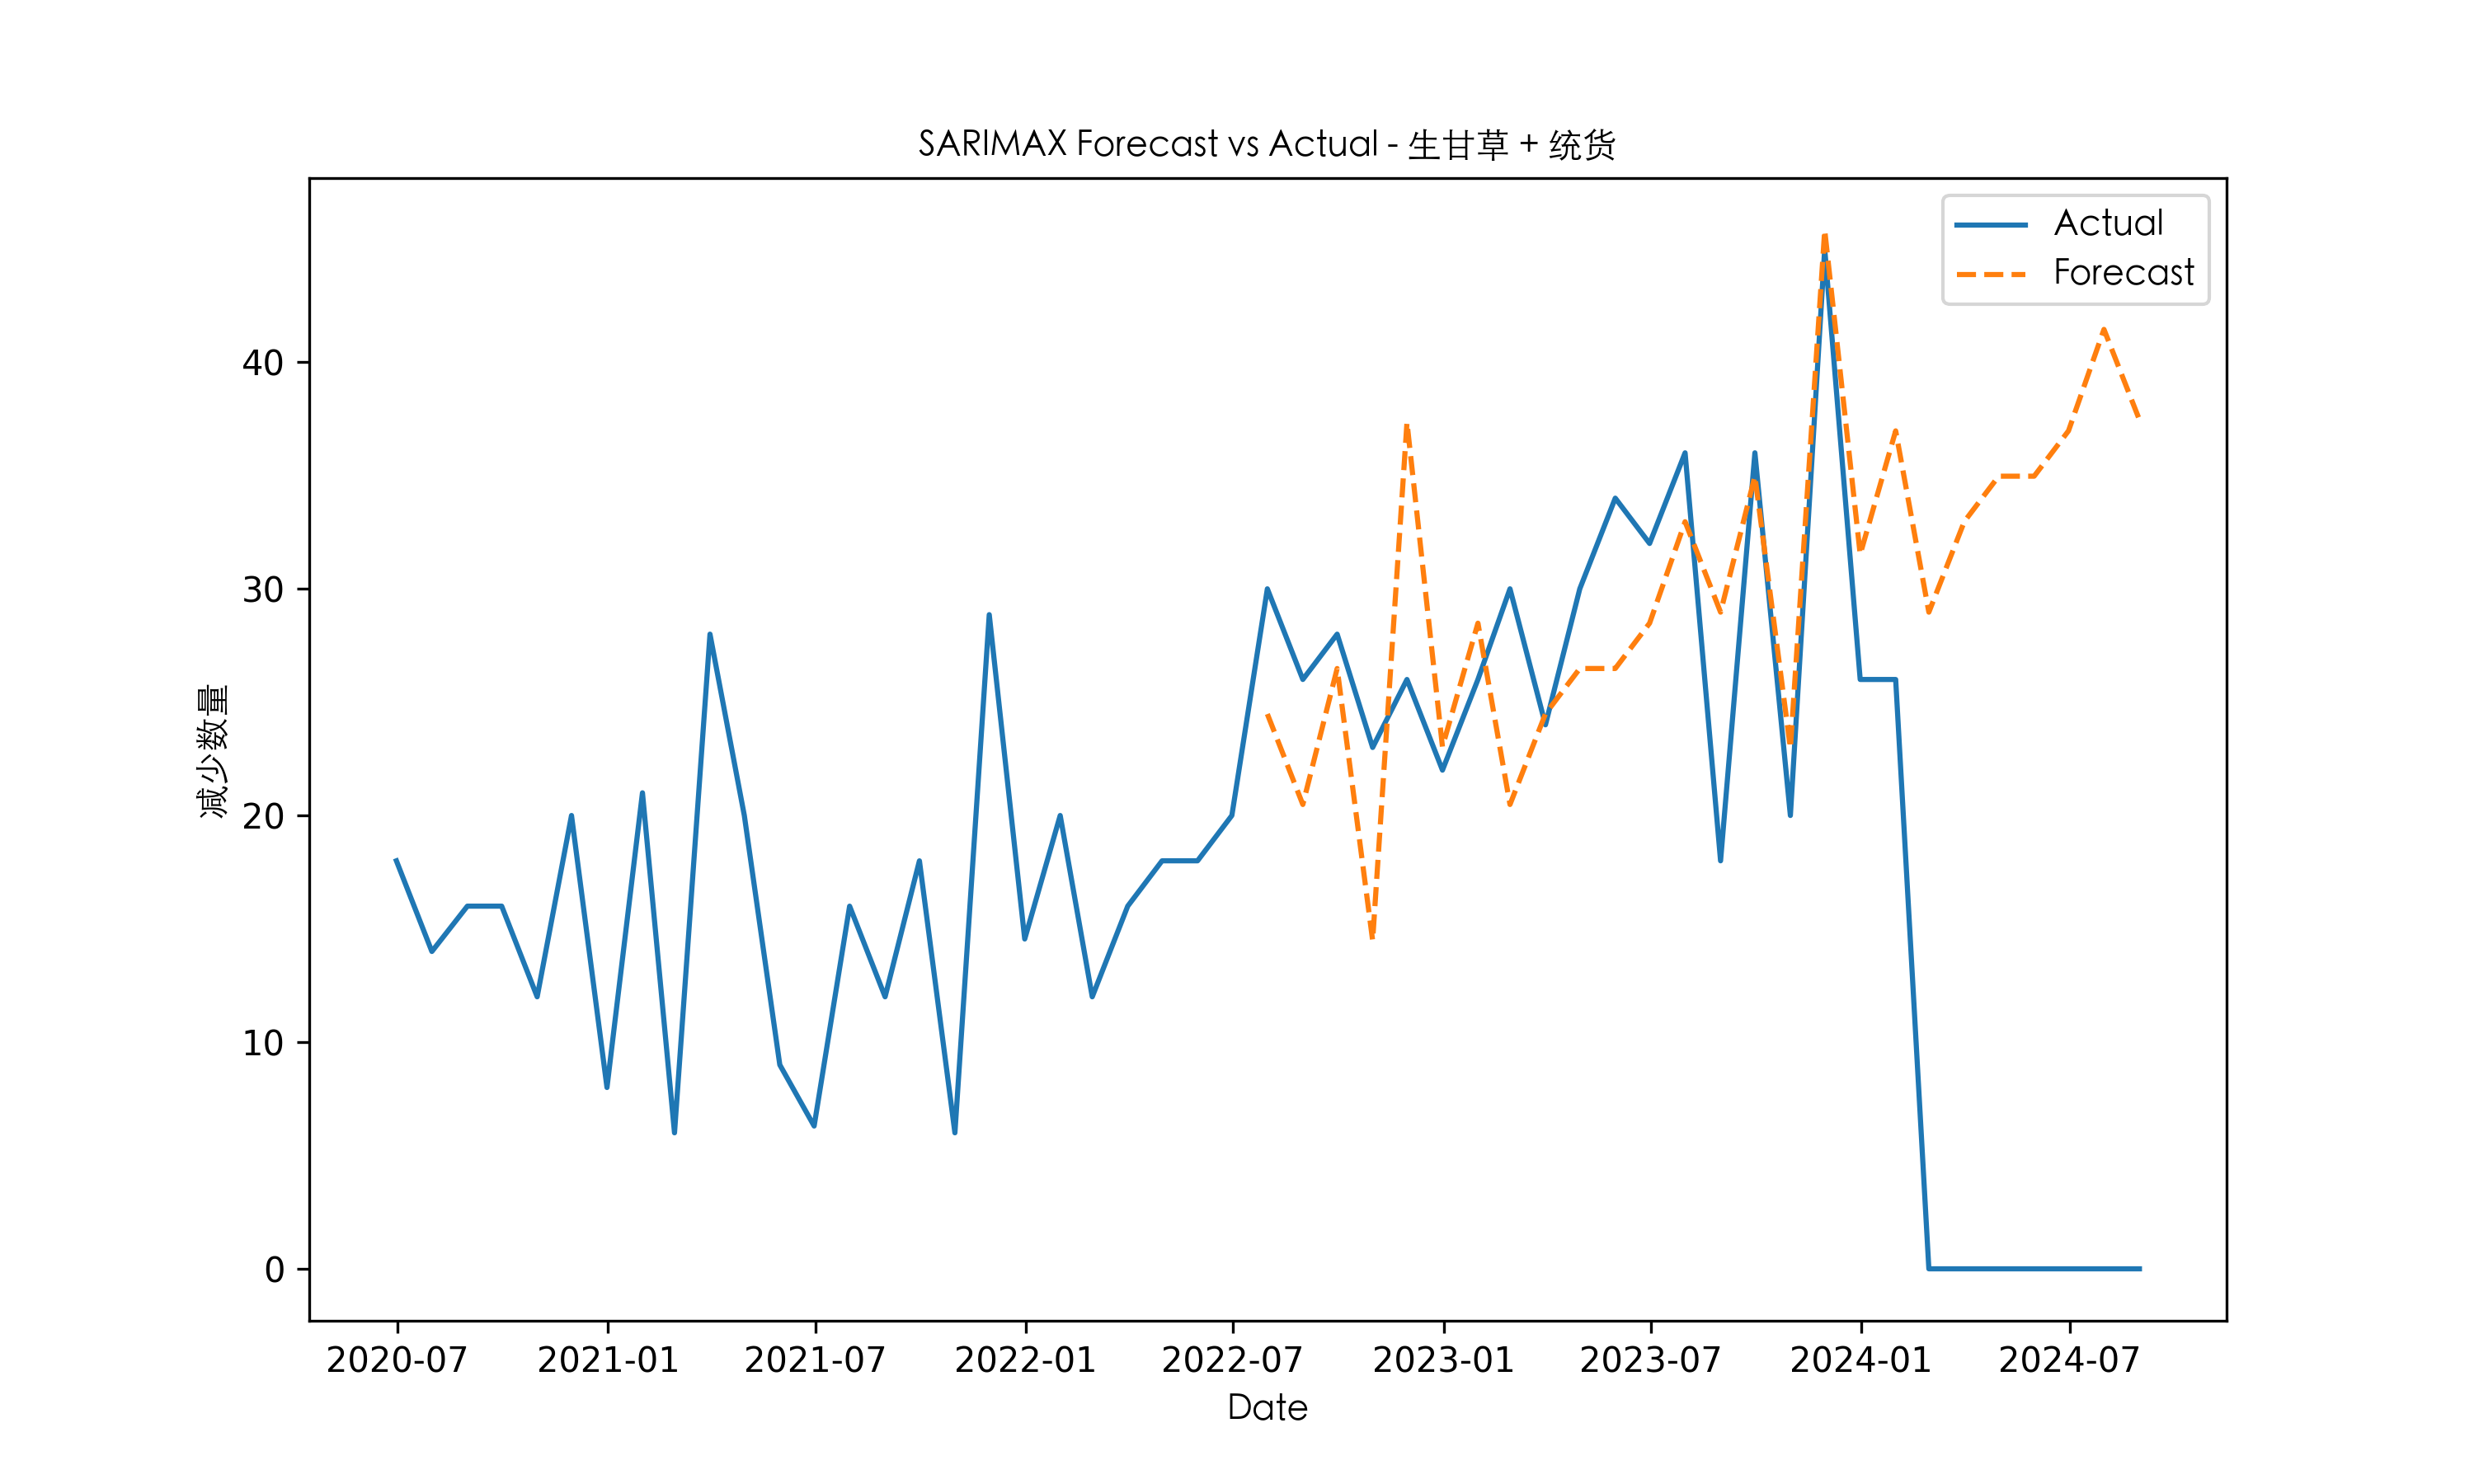 SARIMAX Forecast vs Actual - 生甘草 + 统货
Actual
Forecast
减少数量
40
30
20
10
0
2020-07 2021-01 2021-07 2022-01 2022-07 2023-01 2023-07 2024-01 2024-07
Date